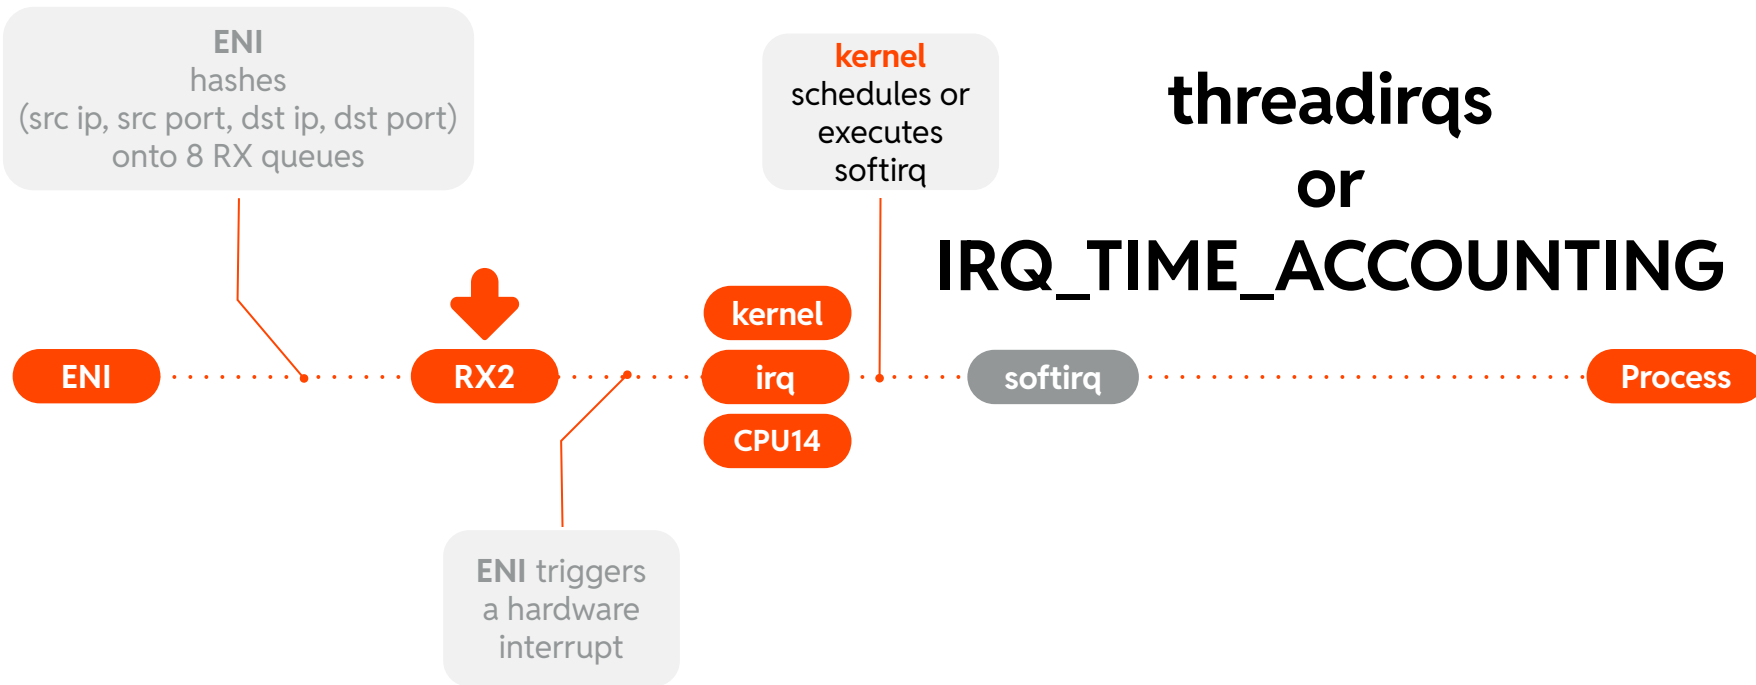 ENI
hashes
(src ip, src port, dst ip, dst port)
onto 8 RX queues
kernel
schedules or
executes
softirq
threadirqs
or
IRQ_TIME_ACCOUNTING
kernel
ENI
RX2
irq
softirq
Process
CPU14
ENI triggers
a hardware
interrupt